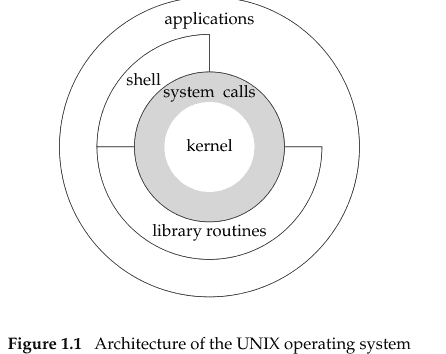 applications
shell
system calls
kernel
library routines
Figure 1.1 Architecture of the UNIX operating system